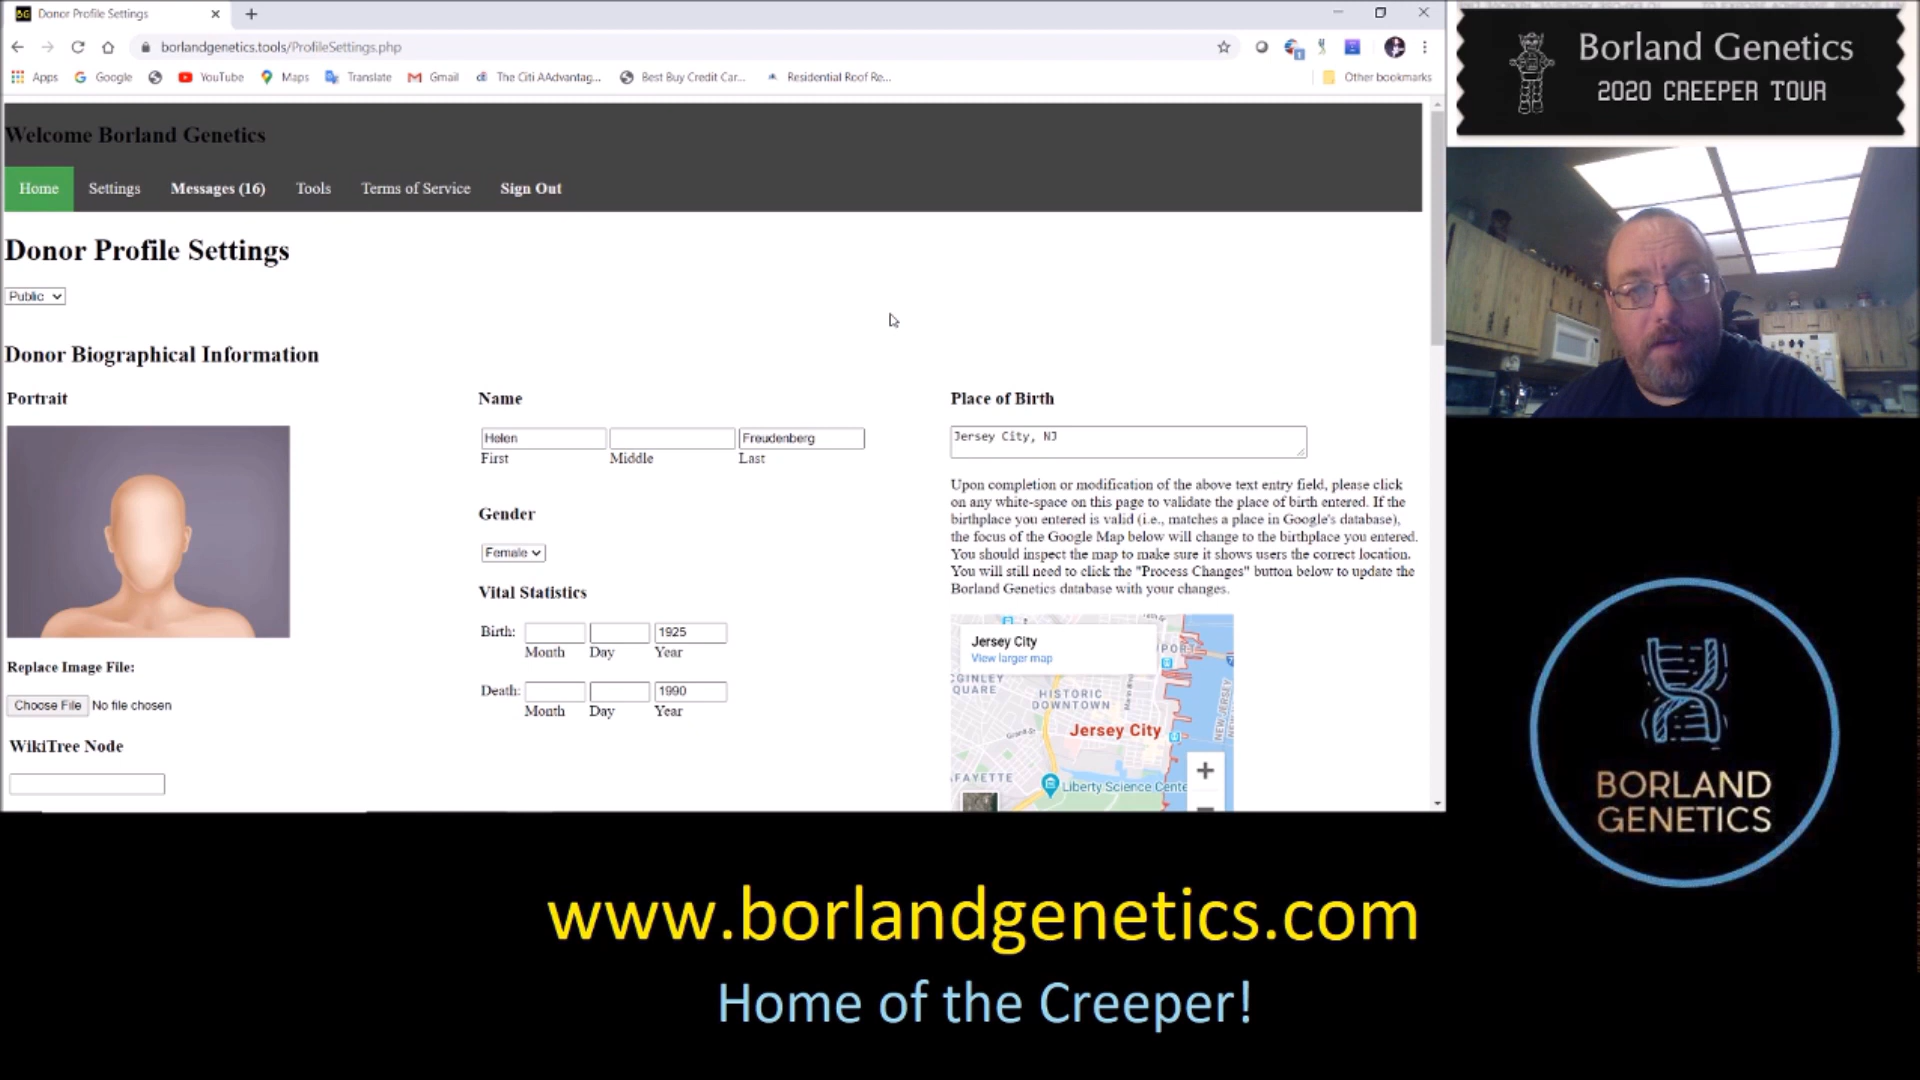 Donor Profile Settings
borlandgenetics.tools/ProfileSettings.php
Apps Google YouTube Maps Translate Gmail The Citi AAdvantag... Best Buy Credit Car... Residential Roof Re... Other bookmarks
Welcome Borland Genetics
Home Settings Messages (16) Tools Terms of Service Sign Out
Donor Profile Settings
Public
Donor Biographical Information
Portrait
Replace Image File:
Choose File No file chosen
WikiTree Node
Name
Helen Freudenberg
First Middle Last
Gender
Female
Vital Statistics
Birth: 1925
Month Day Year
Death: 1990
Month Day Year
Place of Birth
Jersey City, NJ
Upon completion or modification of the above text entry field, please click
on any white-space on this page to validate the place of birth entered. If the
birthplace you entered is valid (i.e., matches a place in Google's database),
the focus of the Google Map below will change to the birthplace you entered.
You should inspect the map to make sure it shows users the correct location.
You will still need to click the "Process Changes" button below to update the
Borland Genetics database with your changes.
Jersey City
View larger map
PORT
CGINLEY
QUARE
HISTORIC
DOWNTOWN
Jersey City
NEW JERSEY
AFAYETTE
Liberty Science Cente
Borland Genetics
2020 CREEPER TOUR
BORLAND
GENETICS
www.borlandgenetics.com
Home of the Creeper!